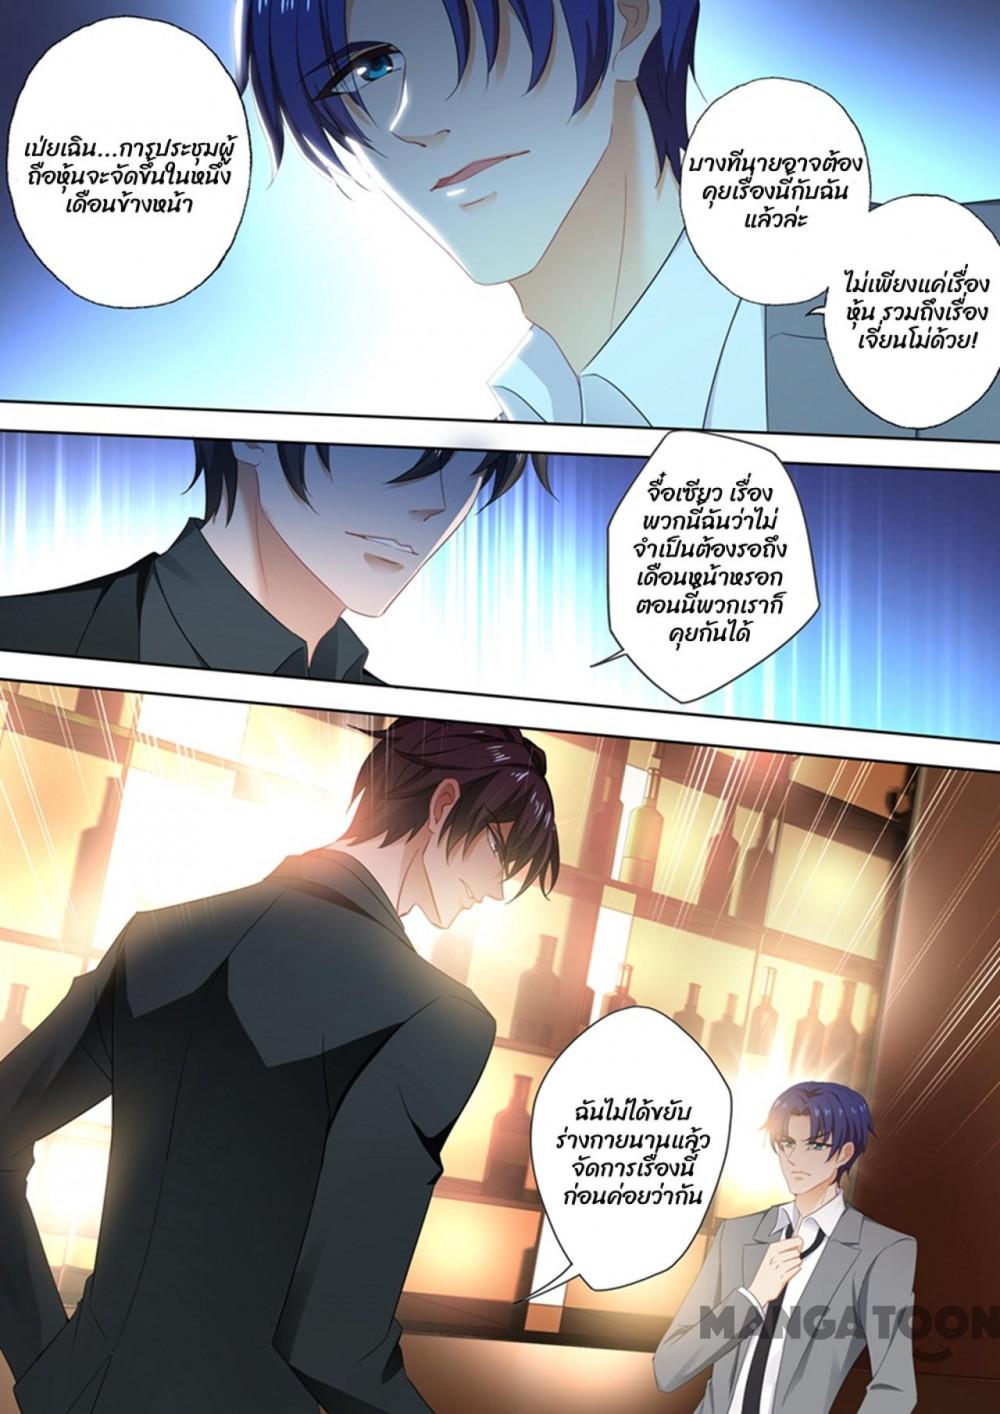 เป่ยเฉิน...การประชุมผู้
ถือหุ้นจะจัดขึ้นในหนึ่ง
เดือนข้างหน้า
บางทีนายอาจต้อง
คุยเรื่องนี้กับฉัน
แล้วล่ะ
ไม่เพียงแค่เรื่อง
หุ้น รวมถึงเรื่อง
เจี่ยนโม่ด้วย!
จื๋อเซียว เรื่อง
พวกนี้ฉันว่าไม่
จำเป็นต้องรอถึง
เดือนหน้าหรอก
ตอนนี้พวกเราก็
คุยกันได้
ฉันไม่ได้ขยับ
ร่างกายนานแล้ว
จัดการเรื่องนี้
ก่อนค่อยว่ากัน
MANGA TOON